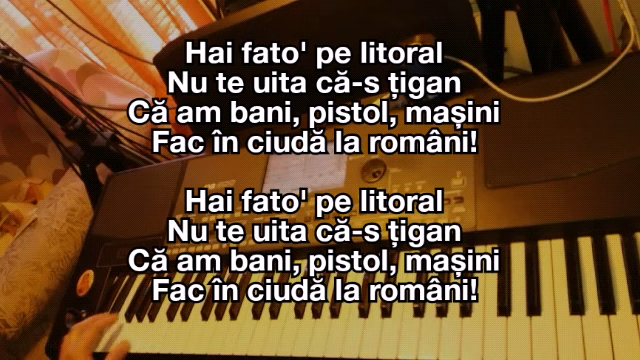 Hai fato' pe litoral
Nu te uita că-s țigan
Că am bani, pistol, mașini
Fac în ciudă la români!
Hai fato' pe litoral
Nu te uita că-s țigan
Că am bani, pistol, mașini
Fac în ciudă la români!